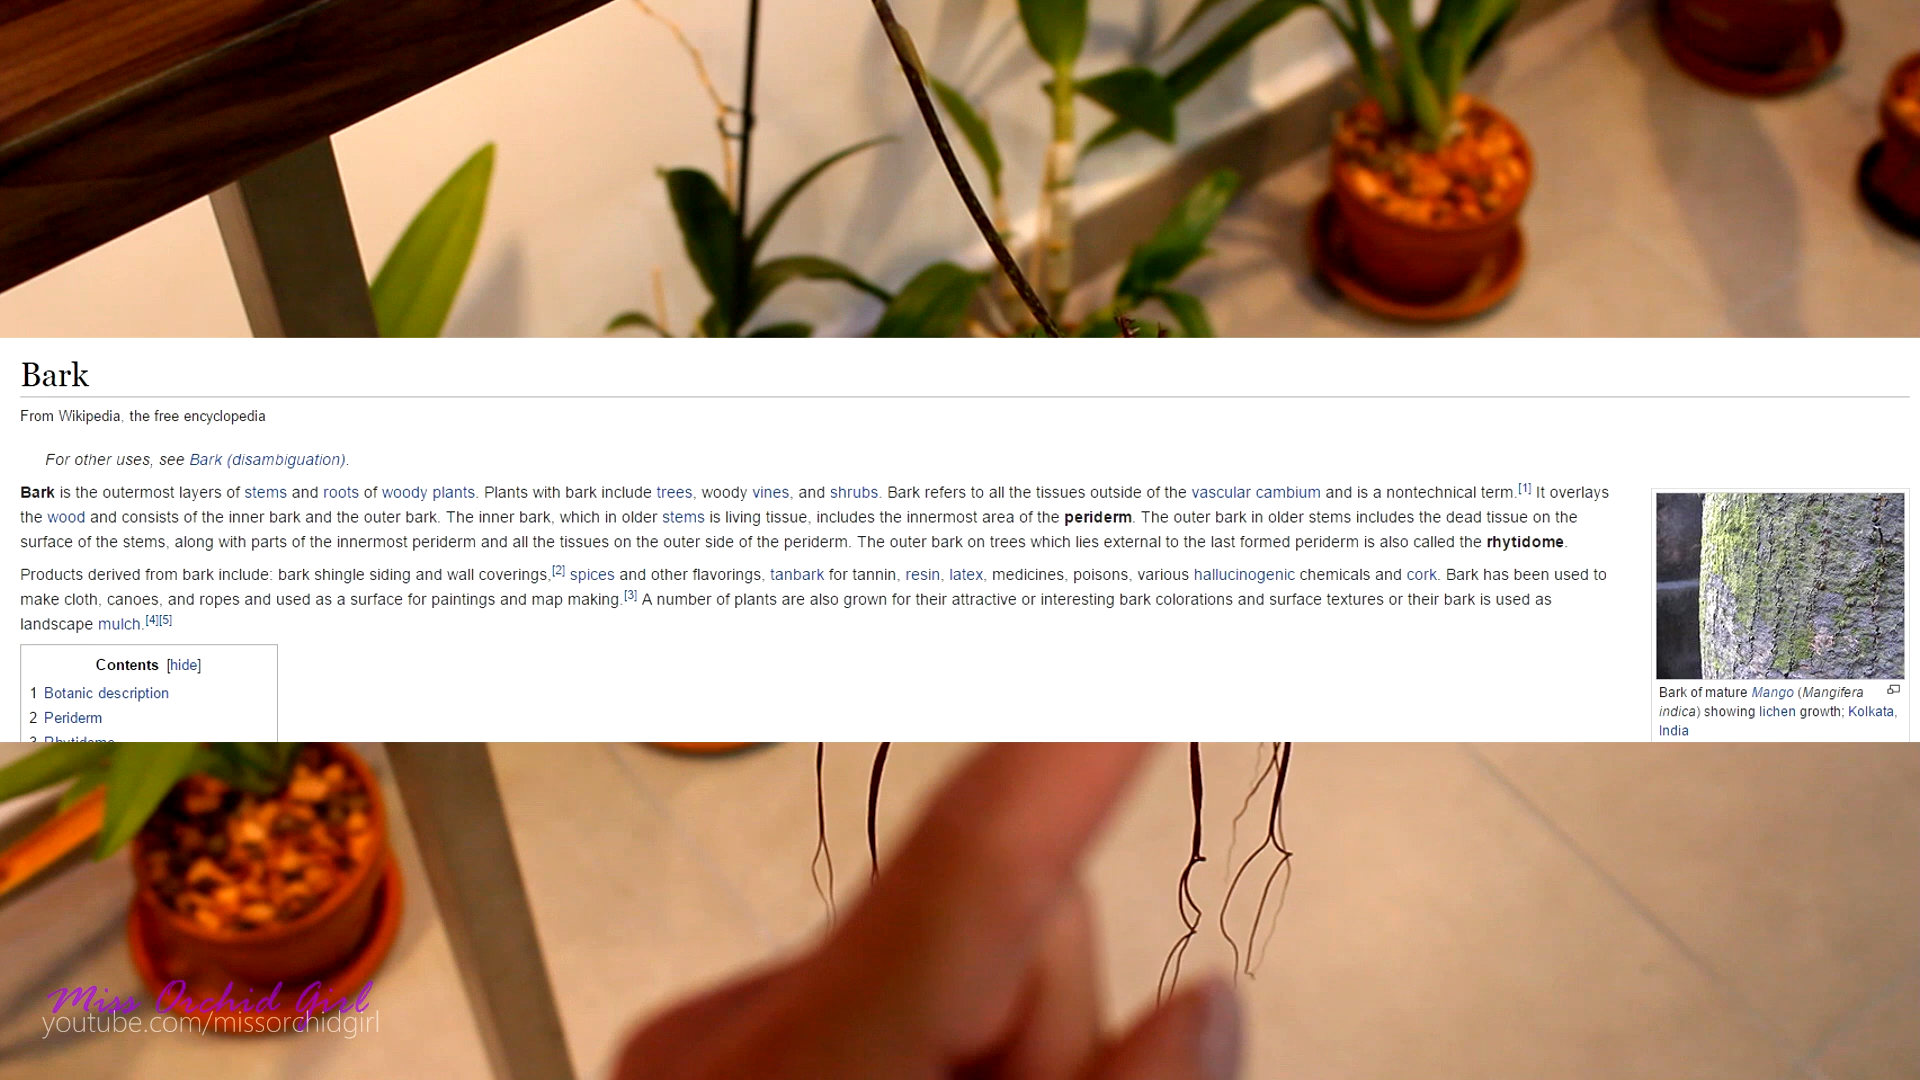 Bark
From Wikipedia, the free encyclopedia
For other uses, see Bark (disambiguation).
Bark is the outermost layers of stems and roots of woody plants. Plants with bark include trees, woody vines, and shrubs. Bark refers to all the tissues outside of the vascular cambium and is a nontechnical term.[1] It overlays
the wood and consists of the inner bark and the outer bark. The inner bark, which in older stems is living tissue, includes the innermost area of the periderm. The outer bark in older stems includes the dead tissue on the
surface of the stems, along with parts of the innermost periderm and all the tissues on the outer side of the periderm. The outer bark on trees which lies external to the last formed periderm is also called the rhytidome.
Products derived from bark include: bark shingle siding and wall coverings,[2] spices and other flavorings, tanbark for tannin, resin, latex, medicines, poisons, various hallucinogenic chemicals and cork. Bark has been used to
make cloth, canoes, and ropes and used as a surface for paintings and map making.[3] A number of plants are also grown for their attractive or interesting bark colorations and surface textures or their bark is used as
landscape mulch.[4][5]
Contents [hide]
1 Botanic description
2 Periderm
3 Rhytidome
Bark of mature Mango (Mangifera
indica) showing lichen growth; Kolkata,
India
Miss Orchid Girl
youtube.com/missorchidgirl